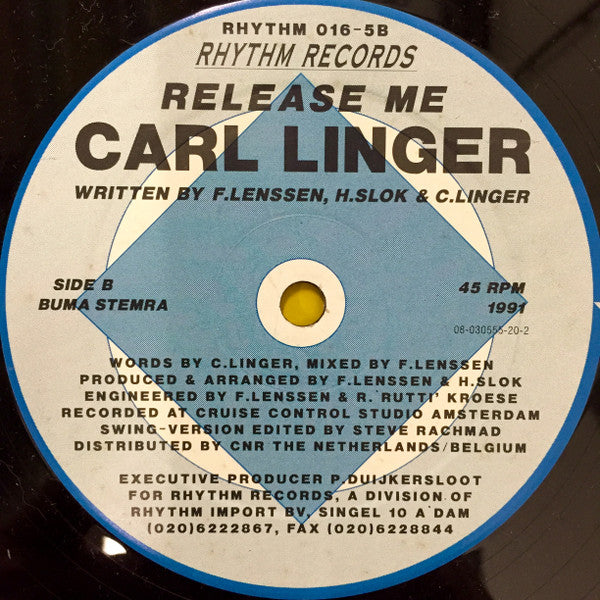 RHYTHM 016-5B
RHYTHM RECORDS
RELEASE ME
CARL LINGER
WRITTEN BY F.LENSSEN, H.SLOK & C.LINGER
SIDE B
BUMA STEMRA
45 RPM
1991
08-030555-20-2
WORDS BY C.LINGER, MIXED BY F.LENSSEN
PRODUCED & ARRANGED BY F.LENSSEN & H.SLOK
ENGINEERED BY F.LENSSEN & R.'RUTTI' KROESE
RECORDED AT CRUISE CONTROL STUDIO AMSTERDAM
SWING-VERSION EDITED BY STEVE RACHMAD
DISTRIBUTED BY CNR THE NETHERLANDS/BELGIUM
EXECUTIVE PRODUCER P.DUIJKERSLOOT
FOR RHYTHM RECORDS, A DIVISION OF
RHYTHM IMPORT BV, SINGEL 10 A'DAM
(020)6222867, FAX (020)6228844